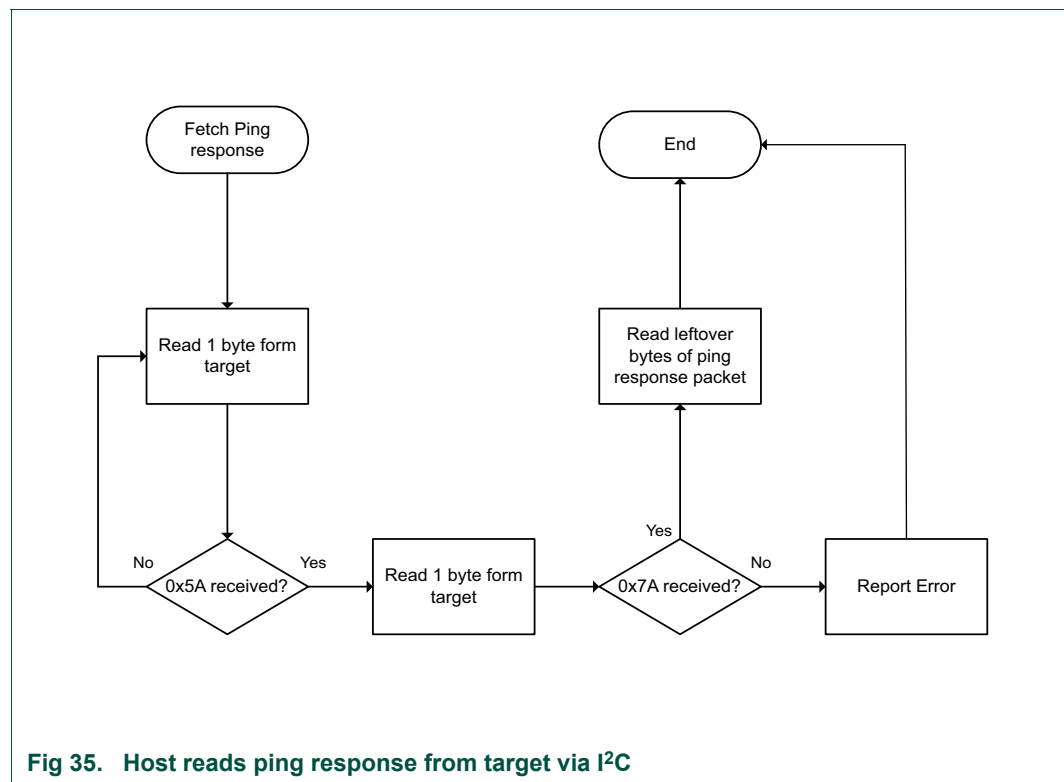 Fetch Ping
response
Read 1 byte form
target
No
0x5A received?
Yes
Read 1 byte form
target
0x7A received?
Yes
No
Read leftover
bytes of ping
response packet
End
Report Error
Fig 35. Host reads ping response from target via I²C